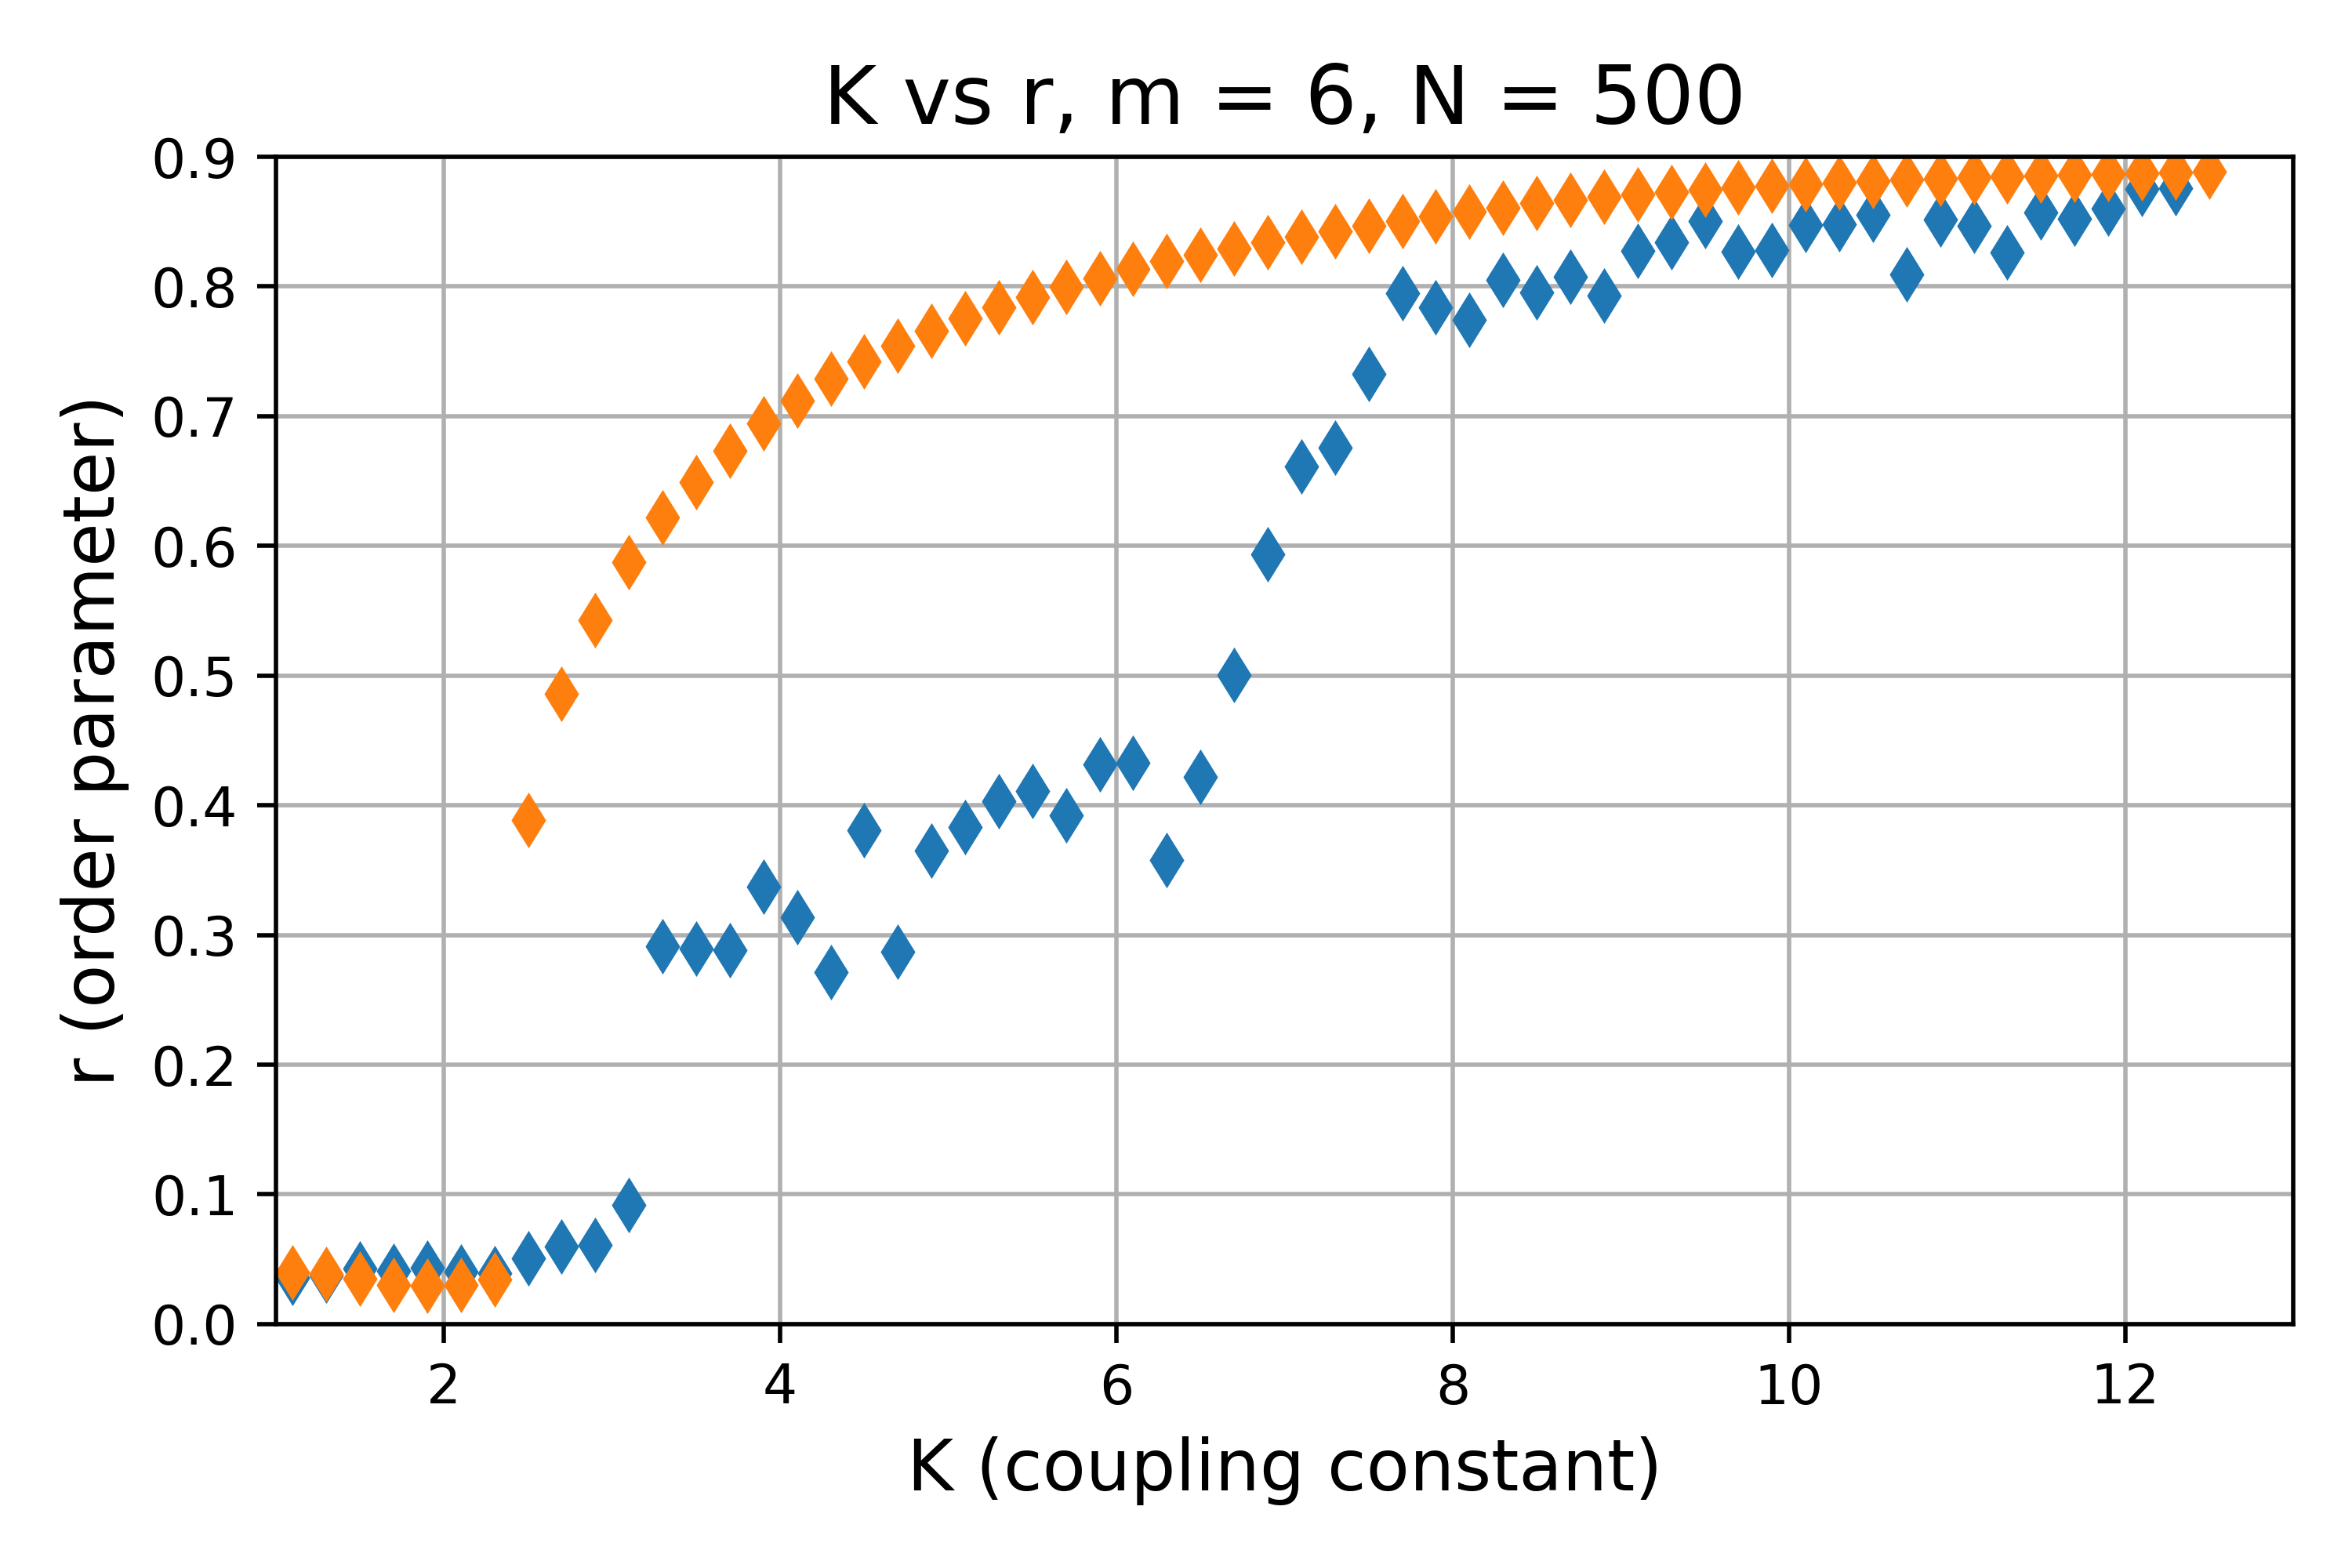 K vs r, m = 6, N = 500
0.9
0.8
0.7
0.6
0.5
0.4
0.3
0.2
0.1
0.0
r (order parameter)
2 4 6 8 10 12
K (coupling constant)